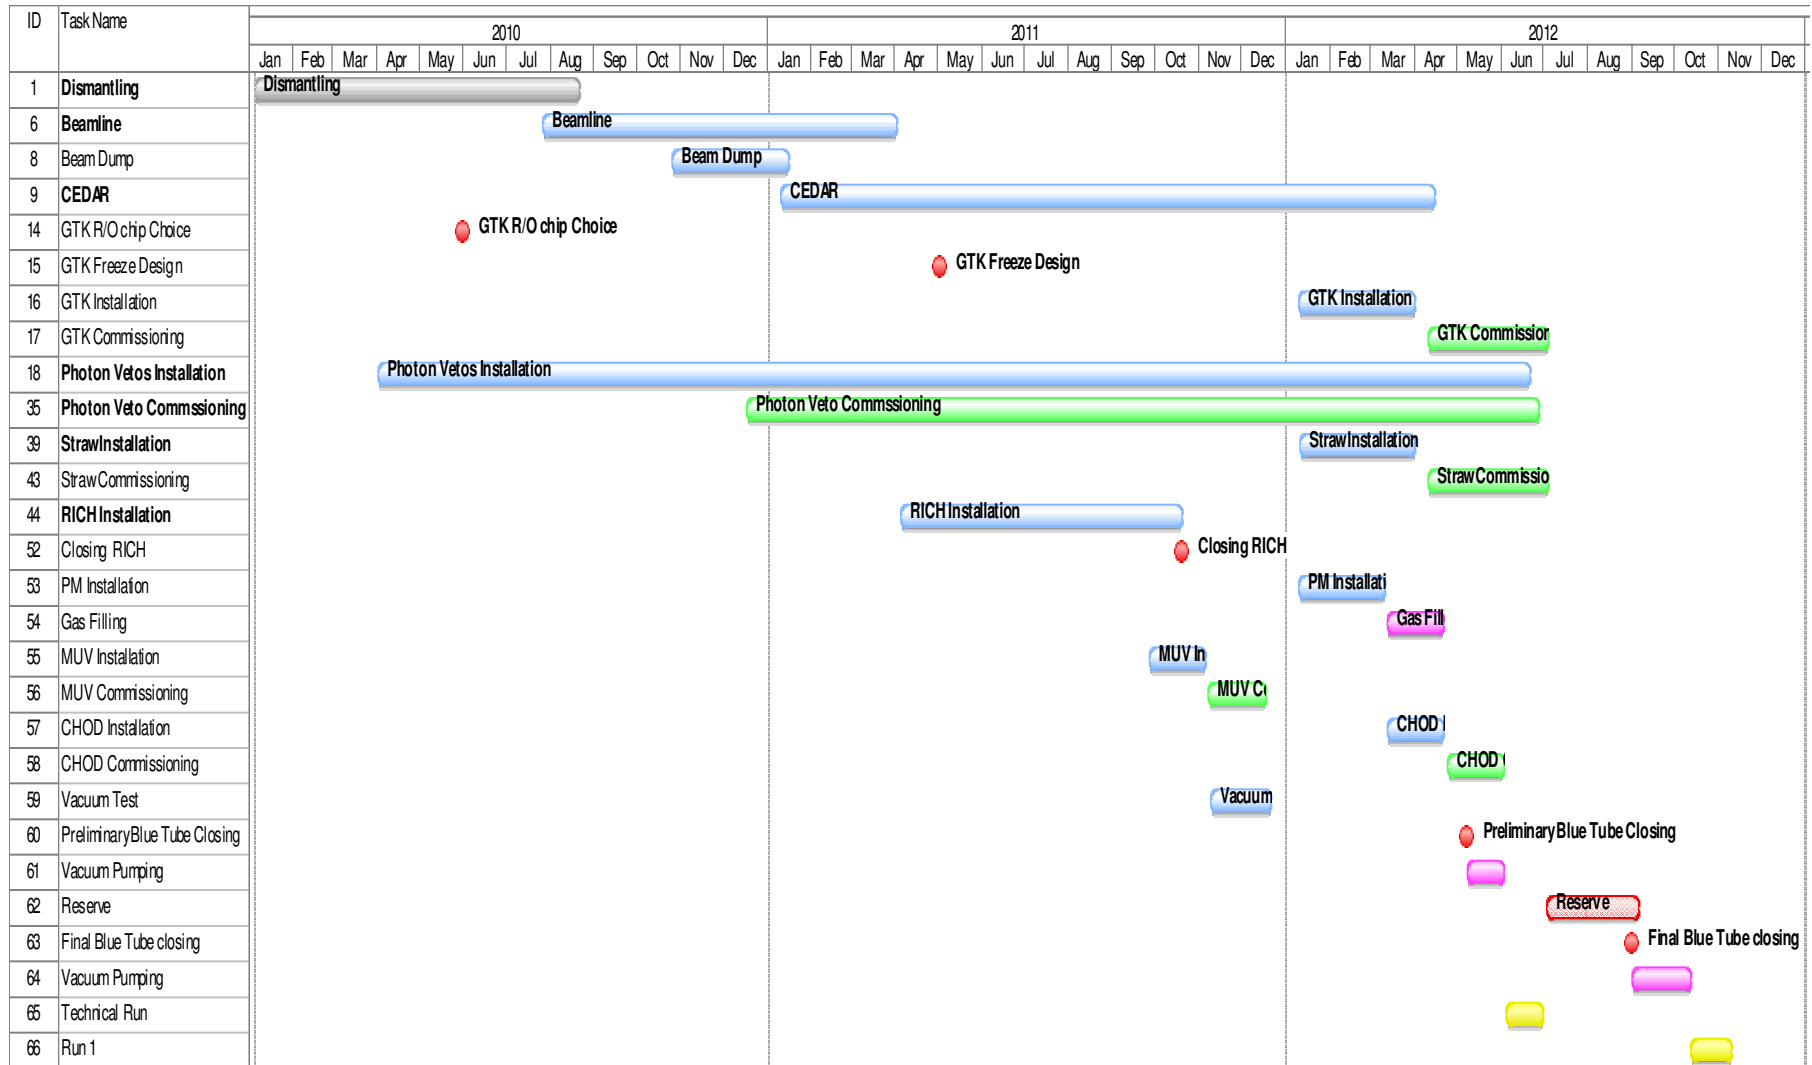 ID Task Name
2010 2011 2012
Jan Feb Mar Apr May Jun Jul Aug Sep Oct Nov Dec Jan Feb Mar Apr May Jun Jul Aug Sep Oct Nov Dec Jan Feb Mar Apr May Jun Jul Aug Sep Oct Nov Dec
1 Dismantling Dismantling
6 Beamline Beamline
8 Beam Dump Beam Dump
9 CEDAR CEDAR
14 GTK R/O chip Choice GTK R/O chip Choice
15 GTK Freeze Design GTK Freeze Design
16 GTK Installation GTK Installation
17 GTK Commissioning GTK Commission
18 Photon Vetos Installation Photon Vetos Installation
35 Photon Veto Commssioning Photon Veto Commssioning
39 Straw Installation Straw Installation
43 Straw Commissioning Straw Commissio
44 RICH Installation RICH Installation
52 Closing RICH Closing RICH
53 PM Installation PM Installati
54 Gas Filling Gas Fill
55 MUV Installation MUV In
56 MUV Commissioning MUV C
57 CHOD Installation CHOD I
58 CHOD Commissioning CHOD
59 Vacuum Test Vacuum
60 Preliminary Blue Tube Closing Preliminary Blue Tube Closing
61 Vacuum Pumping
62 Reserve Reserve
63 Final Blue Tube closing Final Blue Tube closing
64 Vacuum Pumping
65 Technical Run
66 Run 1